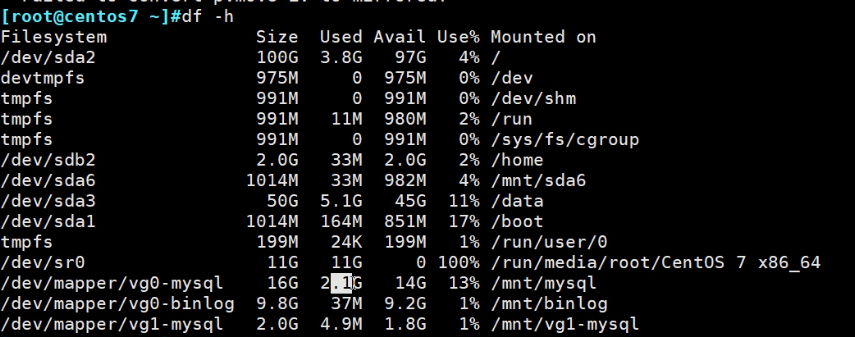 Failed to convert pvmove LV to mirrored.
[root@centos7 ~]#df -h
Filesystem Size Used Avail Use% Mounted on
/dev/sda2 100G 3.8G 97G 4% /
devtmpfs 975M 0 975M 0% /dev
tmpfs 991M 0 991M 0% /dev/shm
tmpfs 991M 11M 980M 2% /run
tmpfs 991M 0 991M 0% /sys/fs/cgroup
/dev/sdb2 2.0G 33M 2.0G 2% /home
/dev/sda6 1014M 33M 982M 4% /mnt/sda6
/dev/sda3 50G 5.1G 45G 11% /data
/dev/sda1 1014M 164M 851M 17% /boot
tmpfs 199M 24K 199M 1% /run/user/0
/dev/sr0 11G 11G 0 100% /run/media/root/CentOS 7 x86_64
/dev/mapper/vg0-mysql 16G 2.1G 14G 13% /mnt/mysql
/dev/mapper/vg0-binlog 9.8G 37M 9.2G 1% /mnt/binlog
/dev/mapper/vg1-mysql 2.0G 4.9M 1.8G 1% /mnt/vg1-mysql